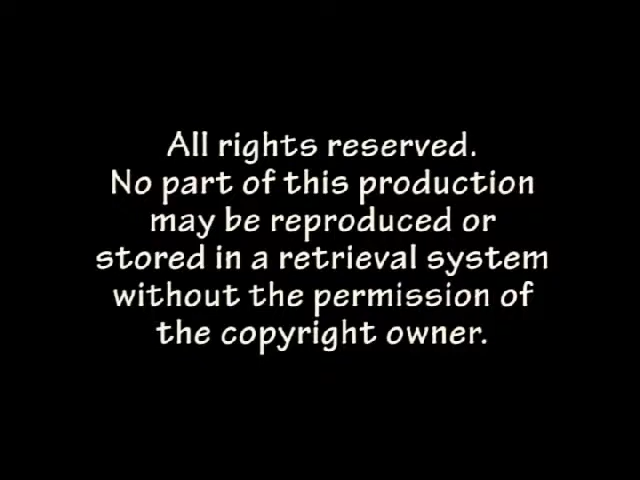 All rights reserved.
No part of this production
may be reproduced or
stored in a retrieval system
without the permission of
the copyright owner.